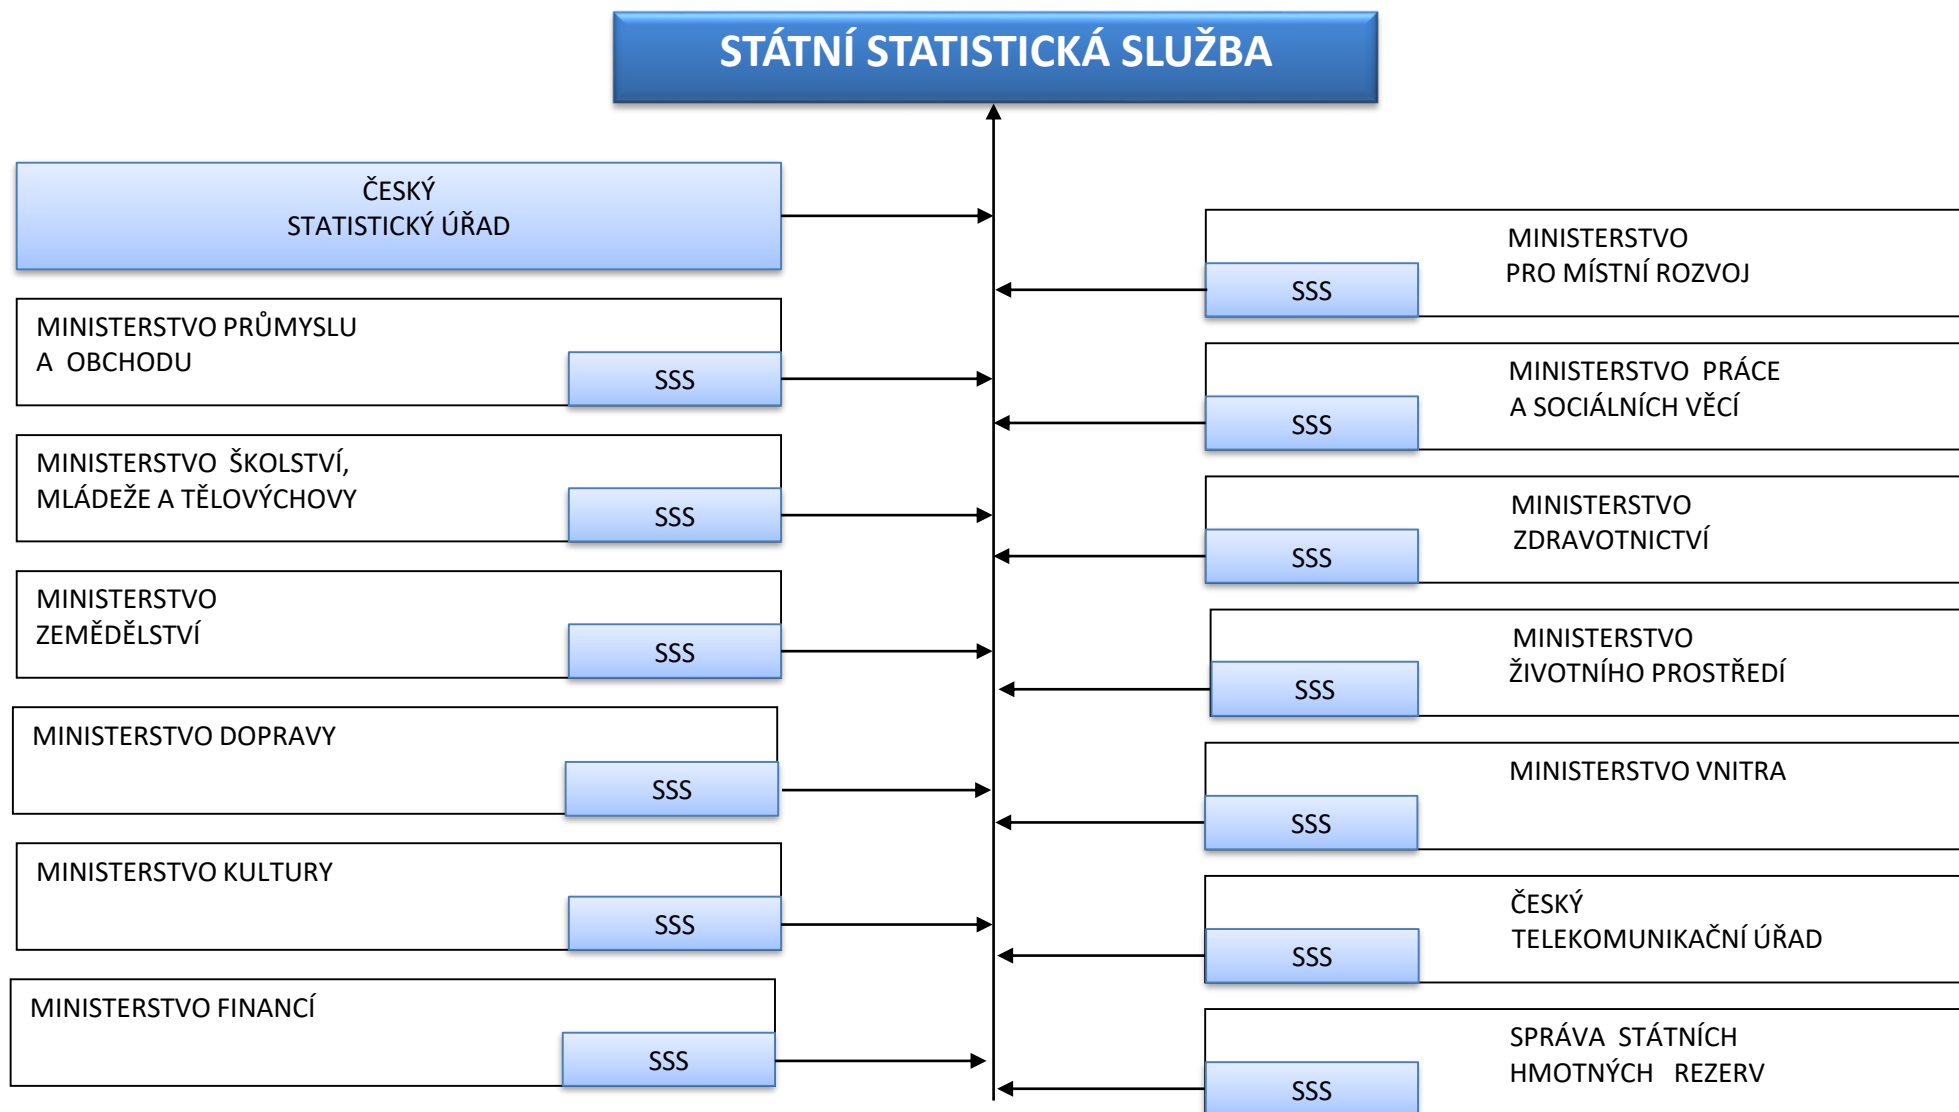 STÁTNÍ STATISTICKÁ SLUŽBA
ČESKÝ
STATISTICKÝ ÚŘAD
MINISTERSTVO PRŮMYSLU
A OBCHODU
SSS
MINISTERSTVO ŠKOLSTVÍ,
MLÁDEŽE A TĚLOVÝCHOVY
SSS
MINISTERSTVO
ZEMĚDĚLSTVÍ
SSS
MINISTERSTVO DOPRAVY
SSS
MINISTERSTVO KULTURY
SSS
MINISTERSTVO FINANCÍ
SSS
MINISTERSTVO
PRO MÍSTNÍ ROZVOJ
SSS
MINISTERSTVO PRÁCE
A SOCIÁLNÍCH VĚCÍ
SSS
MINISTERSTVO
ZDRAVOTNICTVÍ
SSS
MINISTERSTVO
ŽIVOTNÍHO PROSTŘEDÍ
SSS
MINISTERSTVO VNITRA
SSS
ČESKÝ
TELEKOMUNIKAČNÍ ÚŘAD
SSS
SPRÁVA STÁTNÍCH
HMOTNÝCH REZERV
SSS